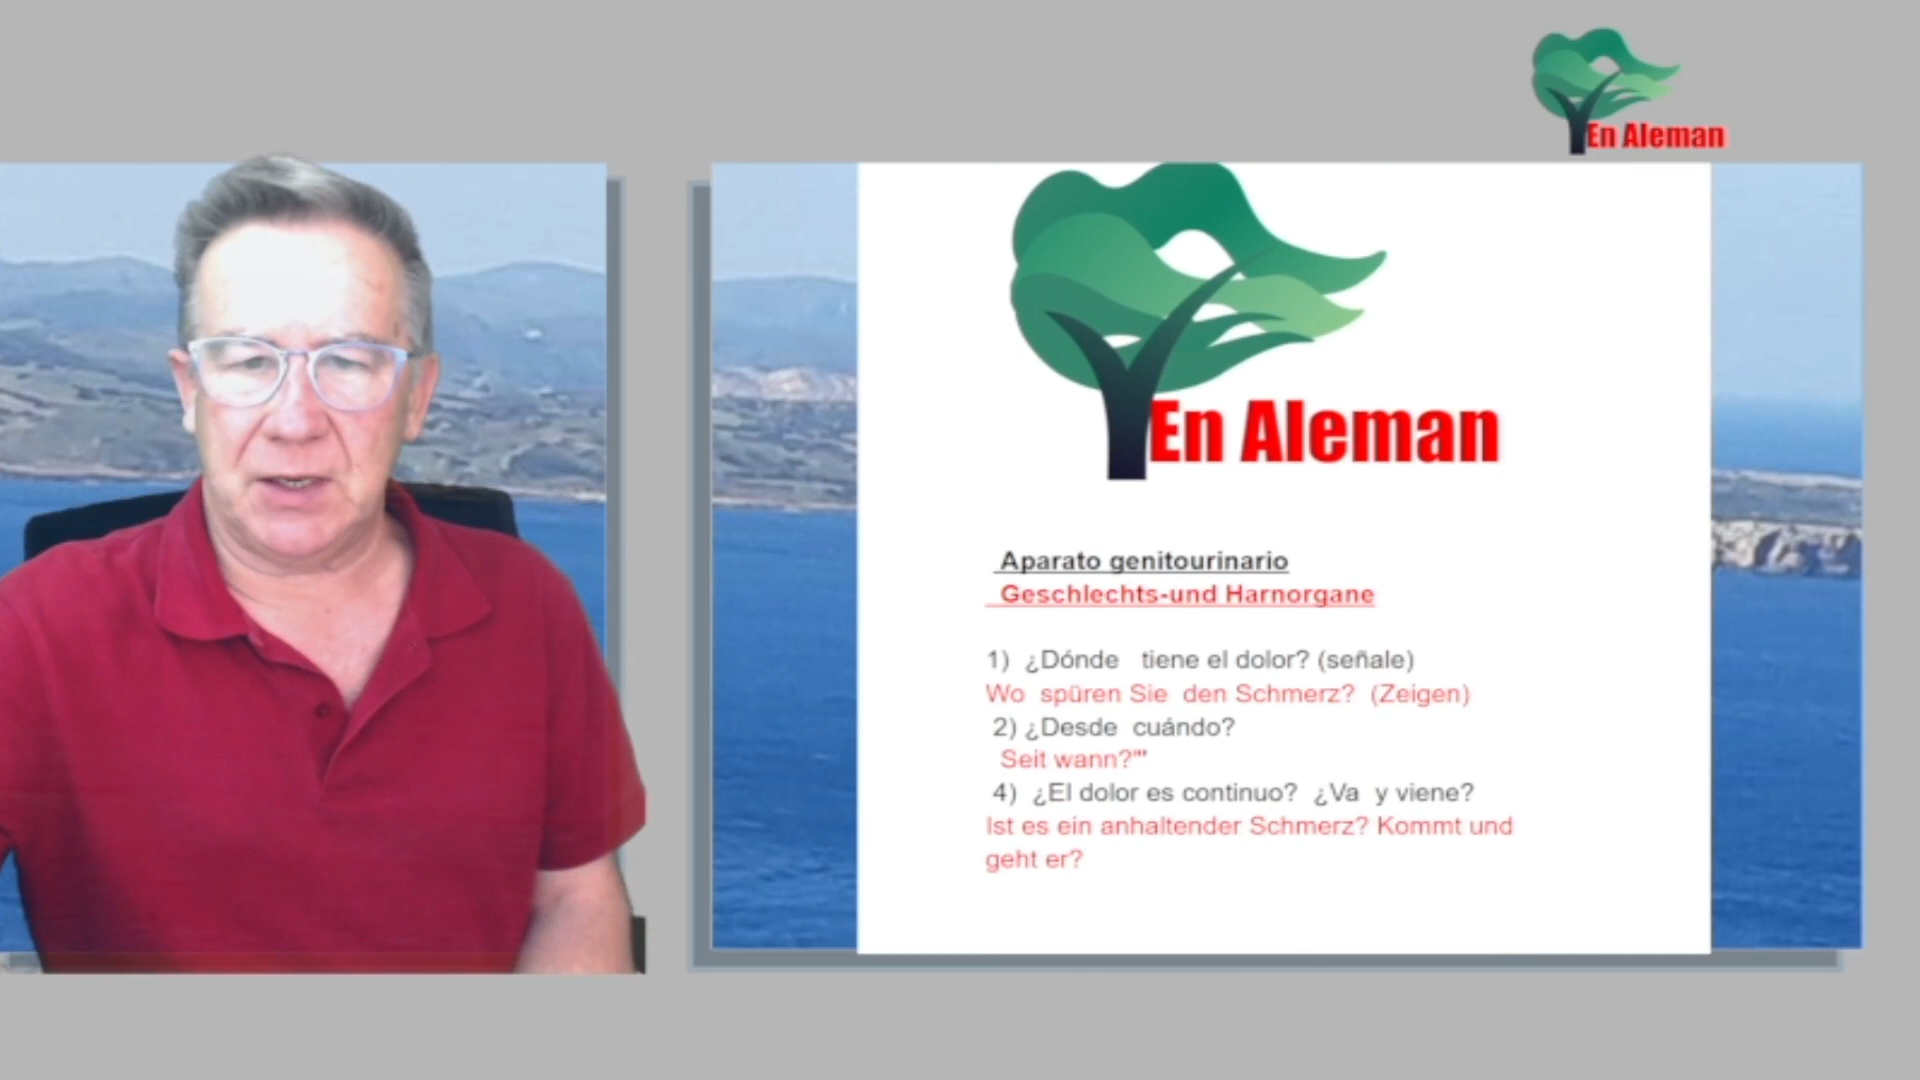 En Aleman
En Aleman
Aparato genitourinario
Geschlechts-und Harnorgane
1) ¿Dónde tiene el dolor? (señale)
Wo spüren Sie den Schmerz? (Zeigen)
2) ¿Desde cuándo?
Seit wann?'"
4) ¿El dolor es continuo? ¿Va y viene?
Ist es ein anhaltender Schmerz? Kommt und
geht er?